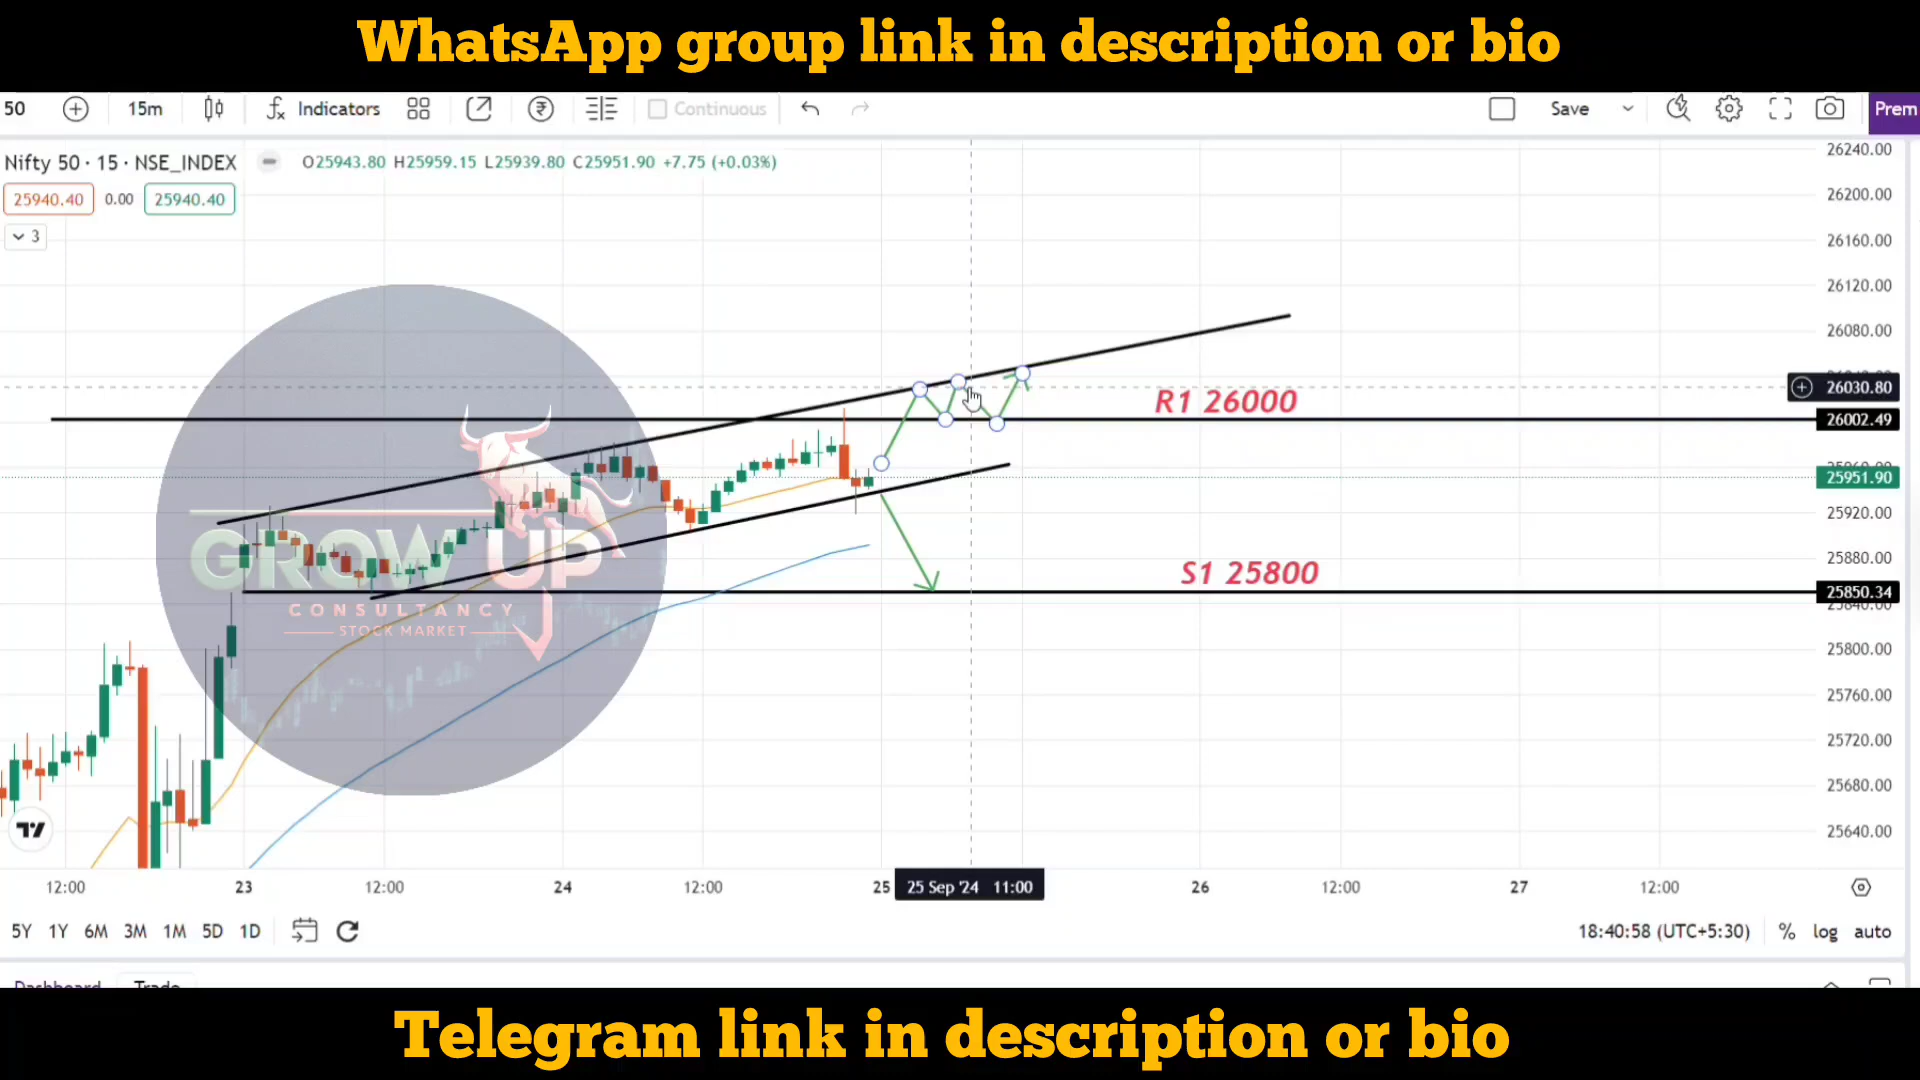 WhatsApp group link in description or bio
50 15m Indicators Continuous Save Prem
Nifty 50 · 15 · NSE_INDEX O25943.80 H25959.15 L25939.80 C25951.90 +7.75 (+0.03%)
25940.40 0.00 25940.40
3
26240.00
26200.00
26160.00
26120.00
26080.00
26030.80
R1 26000
26002.49
25951.90
25920.00
25880.00
S1 25800
25850.34
25840.00
25800.00
25760.00
25720.00
25680.00
25640.00
GROW UP
CONSULTANCY
STOCK MARKET
12:00 23 12:00 24 12:00 25 25 Sep '24 11:00 26 12:00 27 12:00
5Y 1Y 6M 3M 1M 5D 1D 18:40:58 (UTC+5:30) % log auto
Dashboard Trade
Telegram link in description or bio